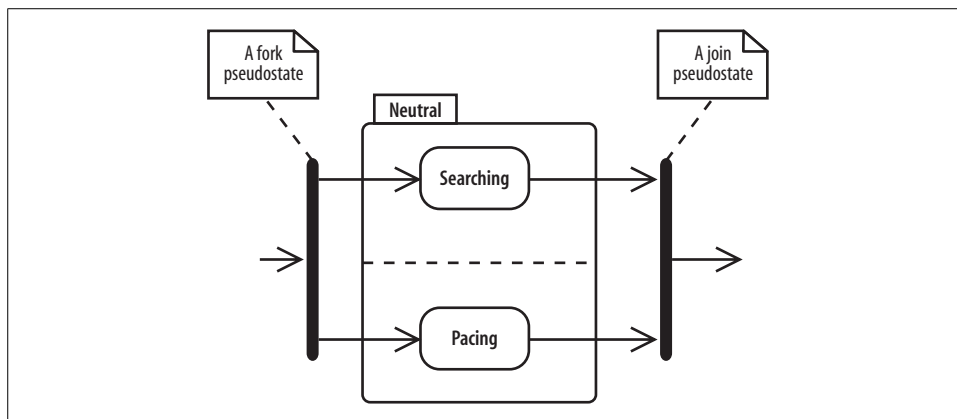 A fork
pseudostate
A join
pseudostate
Neutral
Searching
Pacing